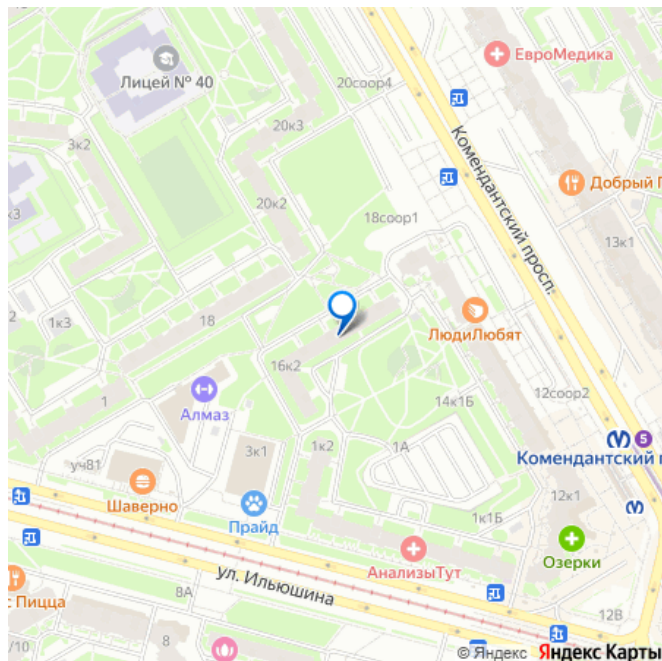 ЕвроМедика
Лицей № 40
20соор4
20к3
Комендантский просп.
3к2
Добрый П
20к2
18соор1
13к1
к3
2
1к3
18
ЛюдиЛюбят
16к2
12соор2
1
Алмаз
14к1Б
3к1
1к2
1А
5
Комендантский п
уч81
Шаверно
Прайд
12к1
1к1Б
Озерки
АнализыТут
ул. Ильюшина
с Пицца
8А
12В
/10
8
© Яндекс Яндекс Карты